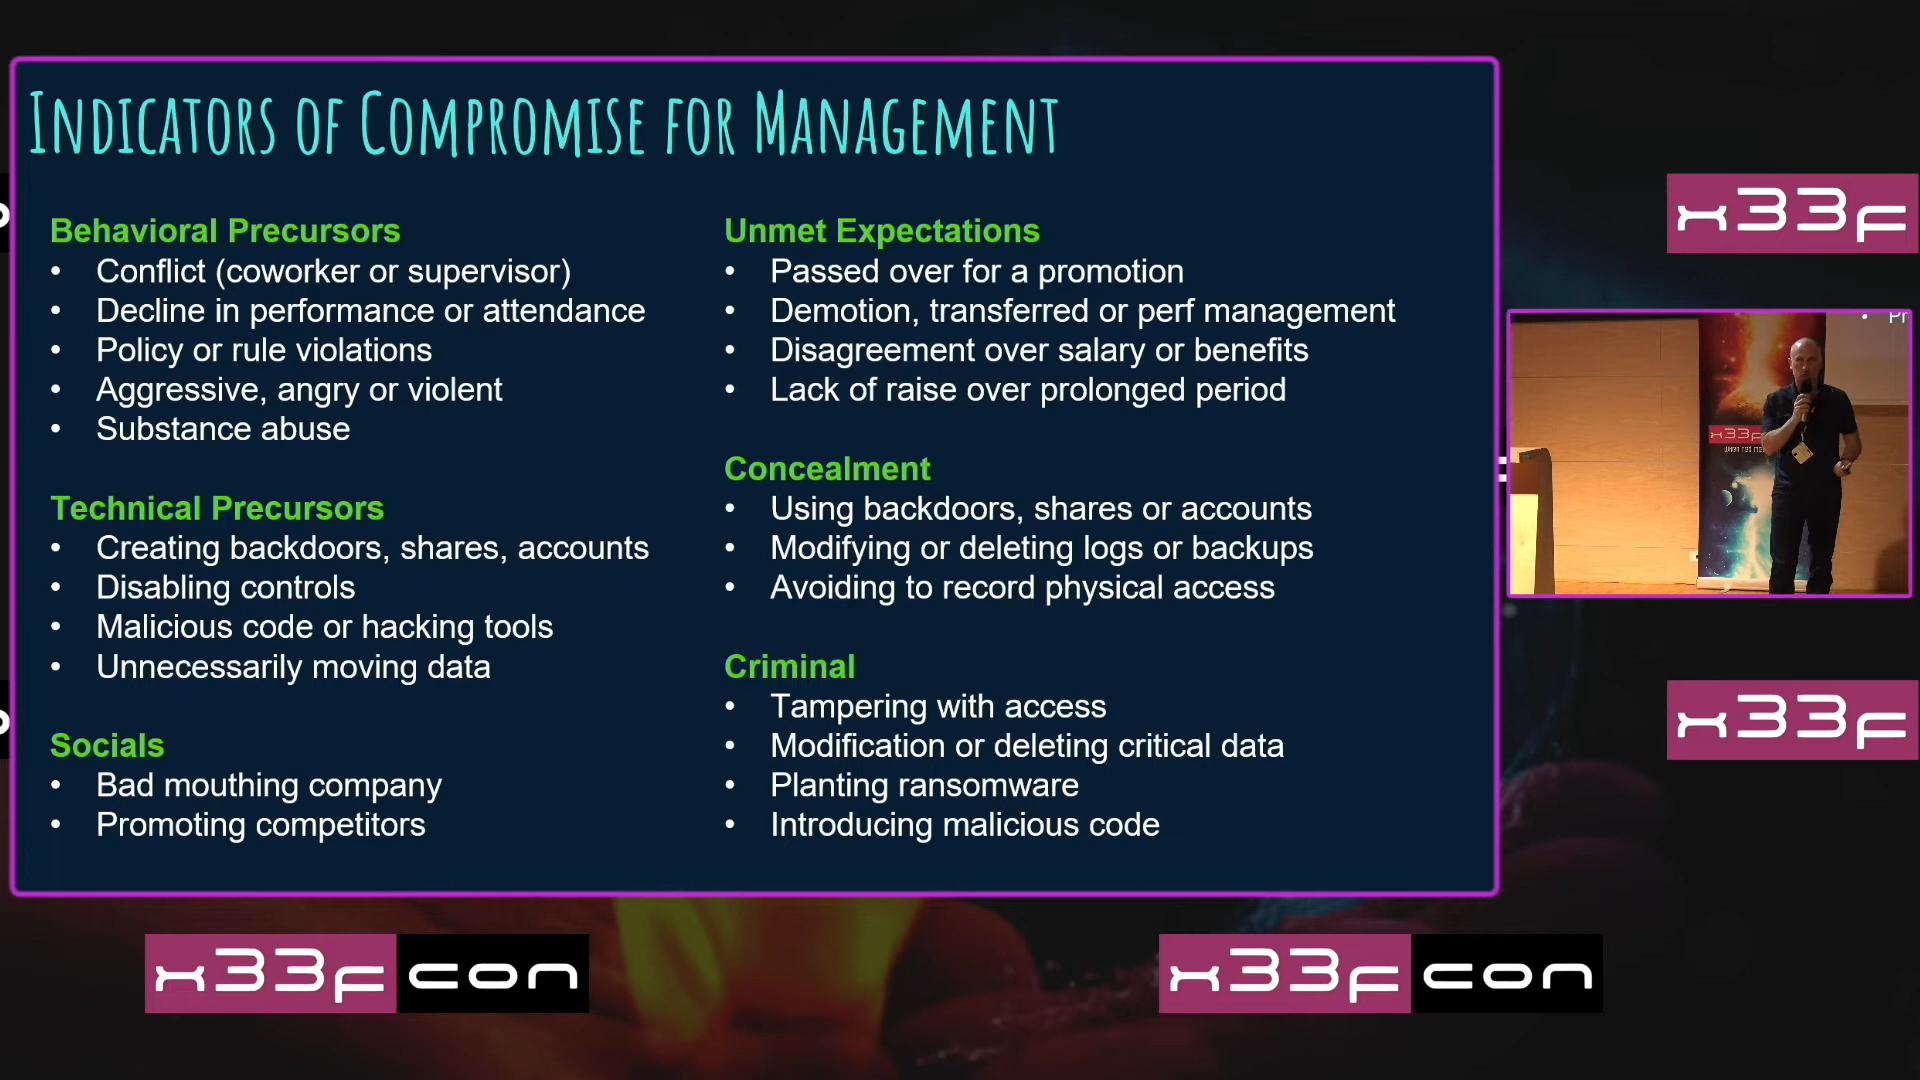 INDICATORS OF COMPROMISE FOR MANAGEMENT
Behavioral Precursors
• Conflict (coworker or supervisor)
• Decline in performance or attendance
• Policy or rule violations
• Aggressive, angry or violent
• Substance abuse
Technical Precursors
• Creating backdoors, shares, accounts
• Disabling controls
• Malicious code or hacking tools
• Unnecessarily moving data
Socials
• Bad mouthing company
• Promoting competitors
Unmet Expectations
• Passed over for a promotion
• Demotion, transferred or perf management
• Disagreement over salary or benefits
• Lack of raise over prolonged period
Concealment
• Using backdoors, shares or accounts
• Modifying or deleting logs or backups
• Avoiding to record physical access
Criminal
• Tampering with access
• Modification or deleting critical data
• Planting ransomware
• Introducing malicious code
x33f
• Pr
x33f
x33f
x33fcon
x33fcon